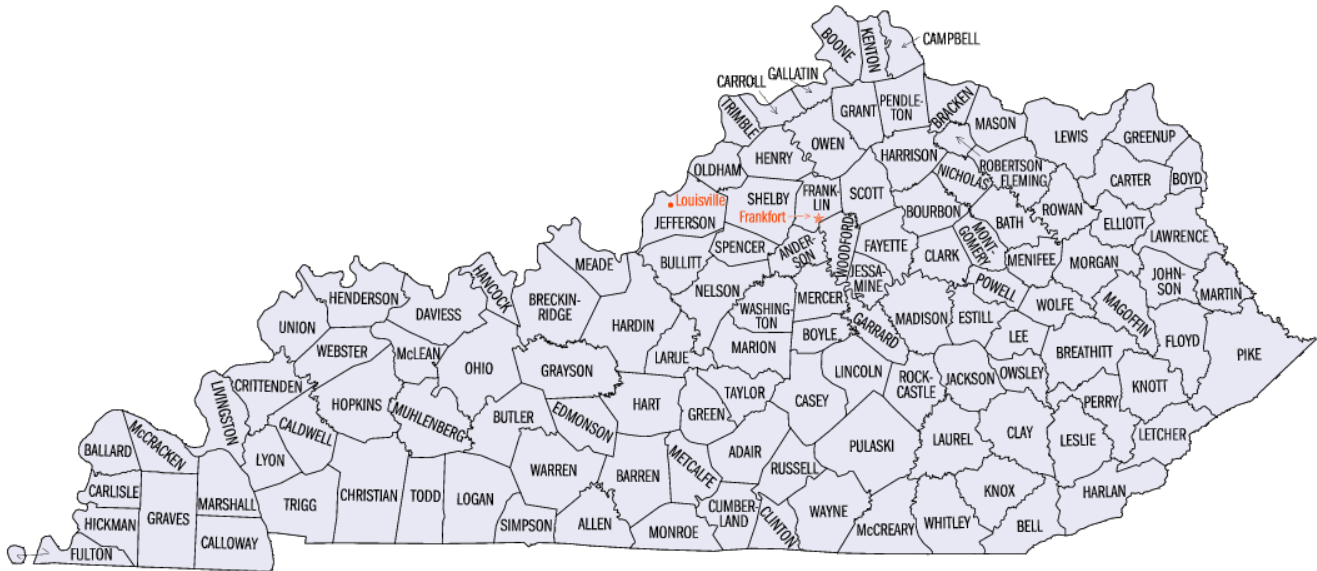 BOONE
KENTON
CAMPBELL
CARROLL
GALLATIN
TRIMBLE
GRANT
PENDLE-
TON
BRACKEN
MASON
LEWIS
GREENUP
OWEN
HENRY
OLDHAM
HARRISON
ROBERTSON
FLEMING
NICHOLAS
CARTER
BOYD
SHELBY
FRANK-
LIN
SCOTT
Louisville
JEFFERSON
Frankfort
BOURBON
BATH
ROWAN
ELLIOTT
LAWRENCE
SPENCER
ANDER-
SON
WOODFORD
FAYETTE
CLARK
MONT-
GOMERY
MENIFEE
MORGAN
JOHN-
SON
MARTIN
MEADE
BULLITT
NELSON
JESSA-
MINE
MERCER
POWELL
WOLFE
MAGOFFIN
HANCOCK
BRECKIN-
RIDGE
HENDERSON
DAVIESS
UNION
HARDIN
WASHING-
TON
GARRARD
MADISON
ESTILL
LEE
FLOYD
PIKE
WEBSTER
McLEAN
OHIO
GRAYSON
LARUE
MARION
BOYLE
BREATHITT
LINCOLN
ROCK-
CASTLE
JACKSON
OWSLEY
KNOTT
CRITTENDEN
LIVINGSTON
HOPKINS
MUHLENBERG
BUTLER
EDMONSON
HART
GREEN
TAYLOR
CASEY
PERRY
CALDWELL
LYON
PULASKI
LAUREL
CLAY
LESLIE
LETCHER
BALLARD
McCRACKEN
WARREN
BARREN
METCALFE
ADAIR
RUSSELL
CARLISLE
GRAVES
MARSHALL
TRIGG
CHRISTIAN
TODD
LOGAN
SIMPSON
ALLEN
MONROE
CUMBER-
LAND
CLINTON
WAYNE
McCREARY
WHITLEY
KNOX
BELL
HARLAN
HICKMAN
FULTON
CALLOWAY